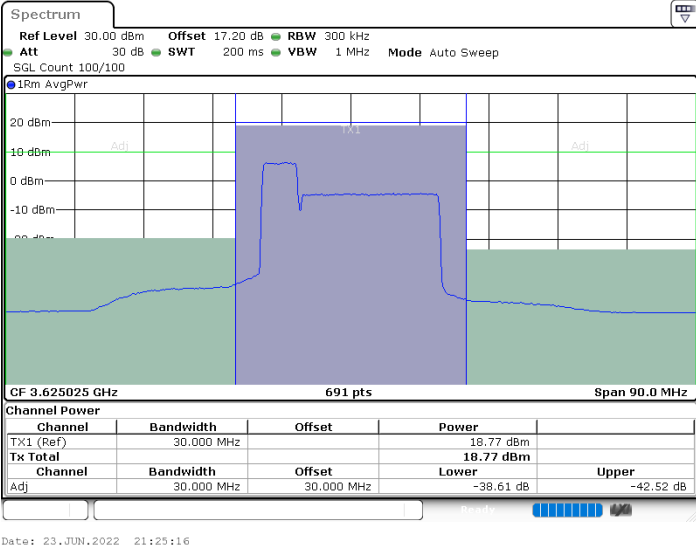 Spectrum
Ref Level 30.00 dBm Offset 17.20 dB RBW 300 kHz
Att 30 dB SWT 200 ms VBW 1 MHz Mode Auto Sweep
SGL Count 100/100
1Rm AvgPwr
20 dBm
TX1
Adj Adj
10 dBm
0 dBm
-10 dBm
CF 3.625025 GHz 691 pts Span 90.0 MHz
Channel Power
Channel Bandwidth Offset Power
TX1 (Ref) 30.000 MHz 18.77 dBm
Tx Total 18.77 dBm
Channel Bandwidth Offset Lower Upper
Adj 30.000 MHz 30.000 MHz -38.61 dB -42.52 dB
Ready
Date: 23.JUN.2022 21:25:16